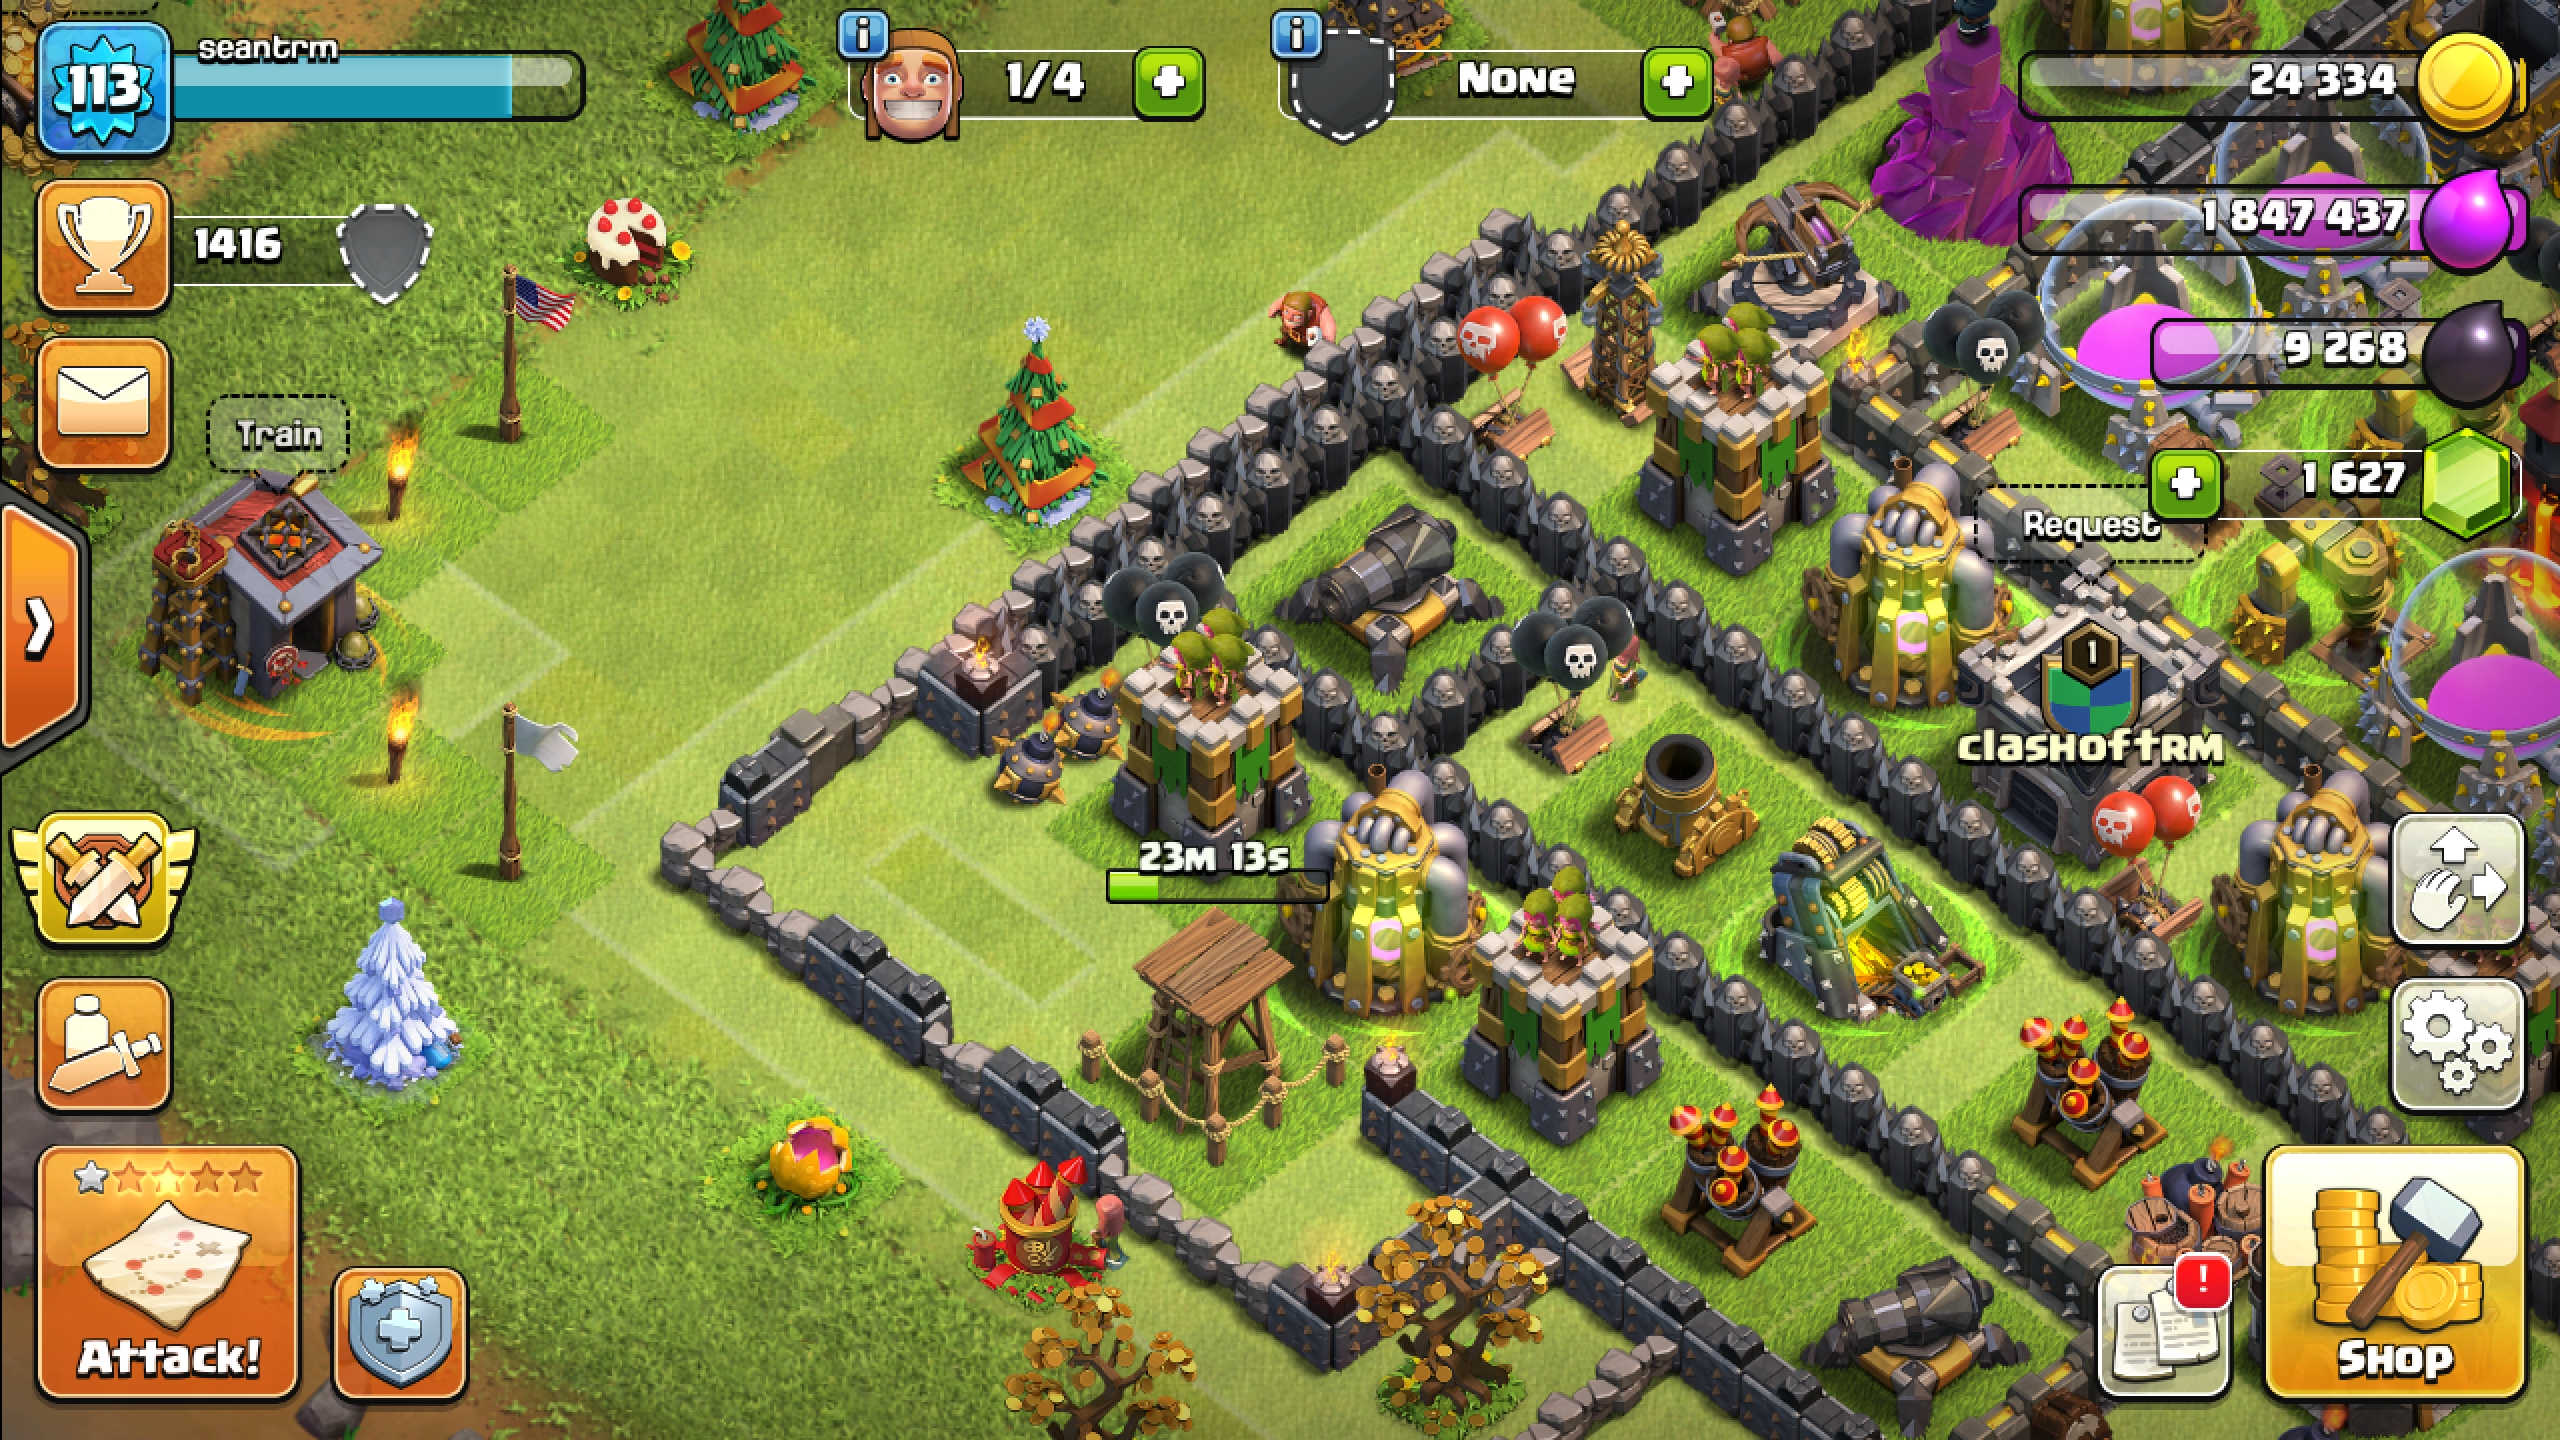 113
seantrm
1/4
None
24 334
1416
1 847 437
9 268
Train
1 627
Request
1
clashoftrm
23m 13s
!
Attack!
Shop